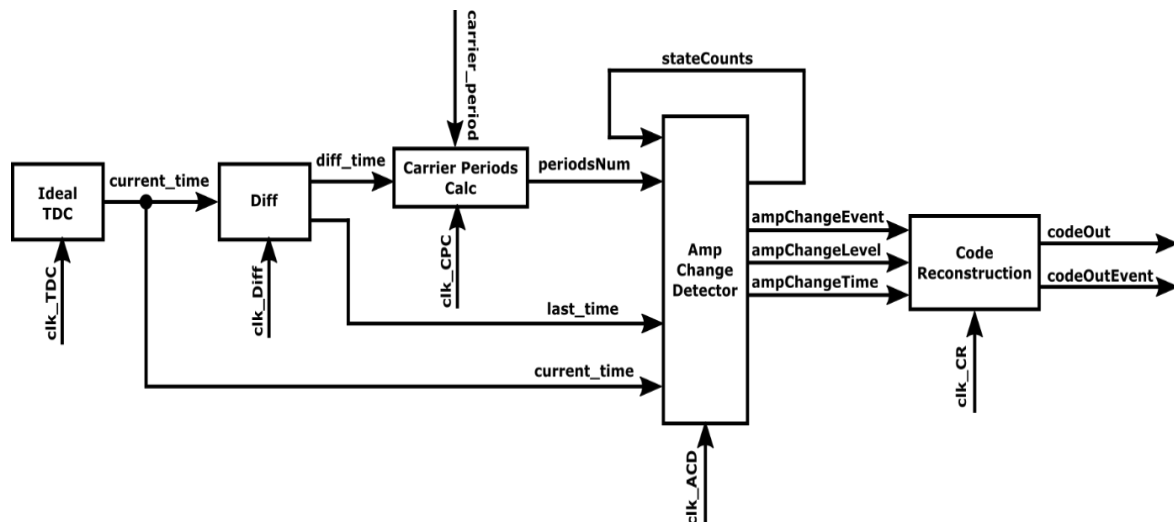 carrier_period
stateCounts
Ideal
TDC
current_time
Diff
diff_time
Carrier Periods
Calc
periodsNum
clk_TDC
clk_Diff
clk_CPC
last_time
current_time
Amp
Change
Detector
ampChangeEvent
ampChangeLevel
ampChangeTime
Code
Reconstruction
codeOut
codeOutEvent
clk_CR
clk_ACD